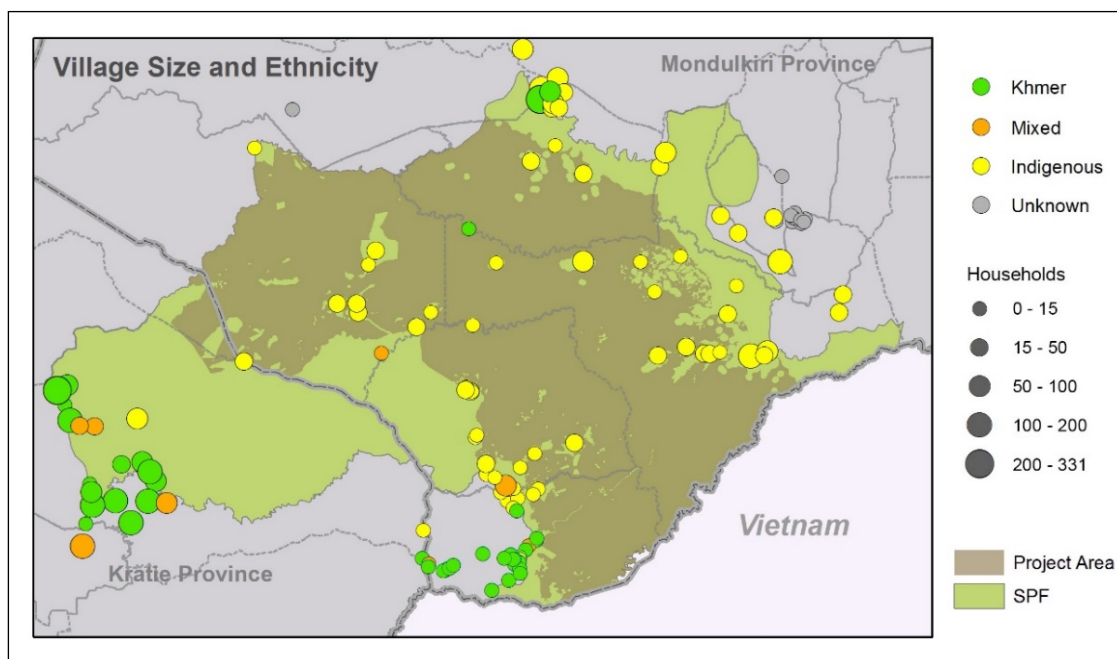 Village Size and Ethnicity
Mondulkiri Province
Kratie Province
Vietnam
Khmer
Mixed
Indigenous
Unknown
Households
0 - 15
15 - 50
50 - 100
100 - 200
200 - 331
Project Area
SPF